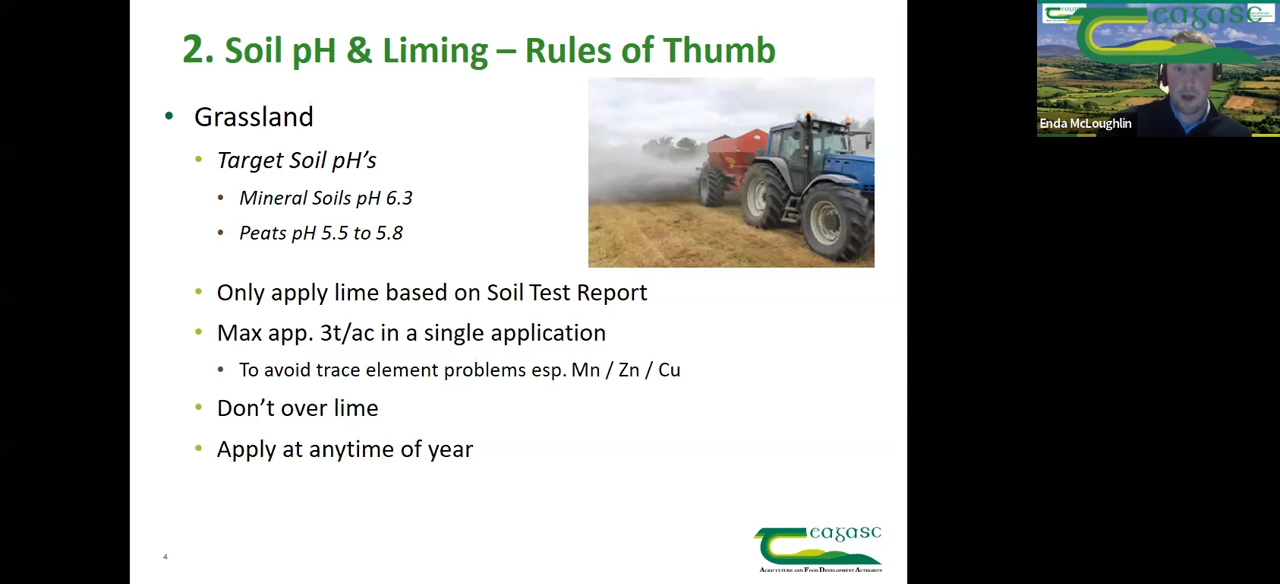 2. Soil pH & Liming – Rules of Thumb
• Grassland
• Target Soil pH's
• Mineral Soils pH 6.3
• Peats pH 5.5 to 5.8
• Only apply lime based on Soil Test Report
• Max app. 3t/ac in a single application
• To avoid trace element problems esp. Mn / Zn / Cu
• Don't over lime
• Apply at anytime of year
4
eagasc
AGRICULTURE AND FOOD DEVELOPMENT AUTHORITY
eagasc
Enda McLoughlin